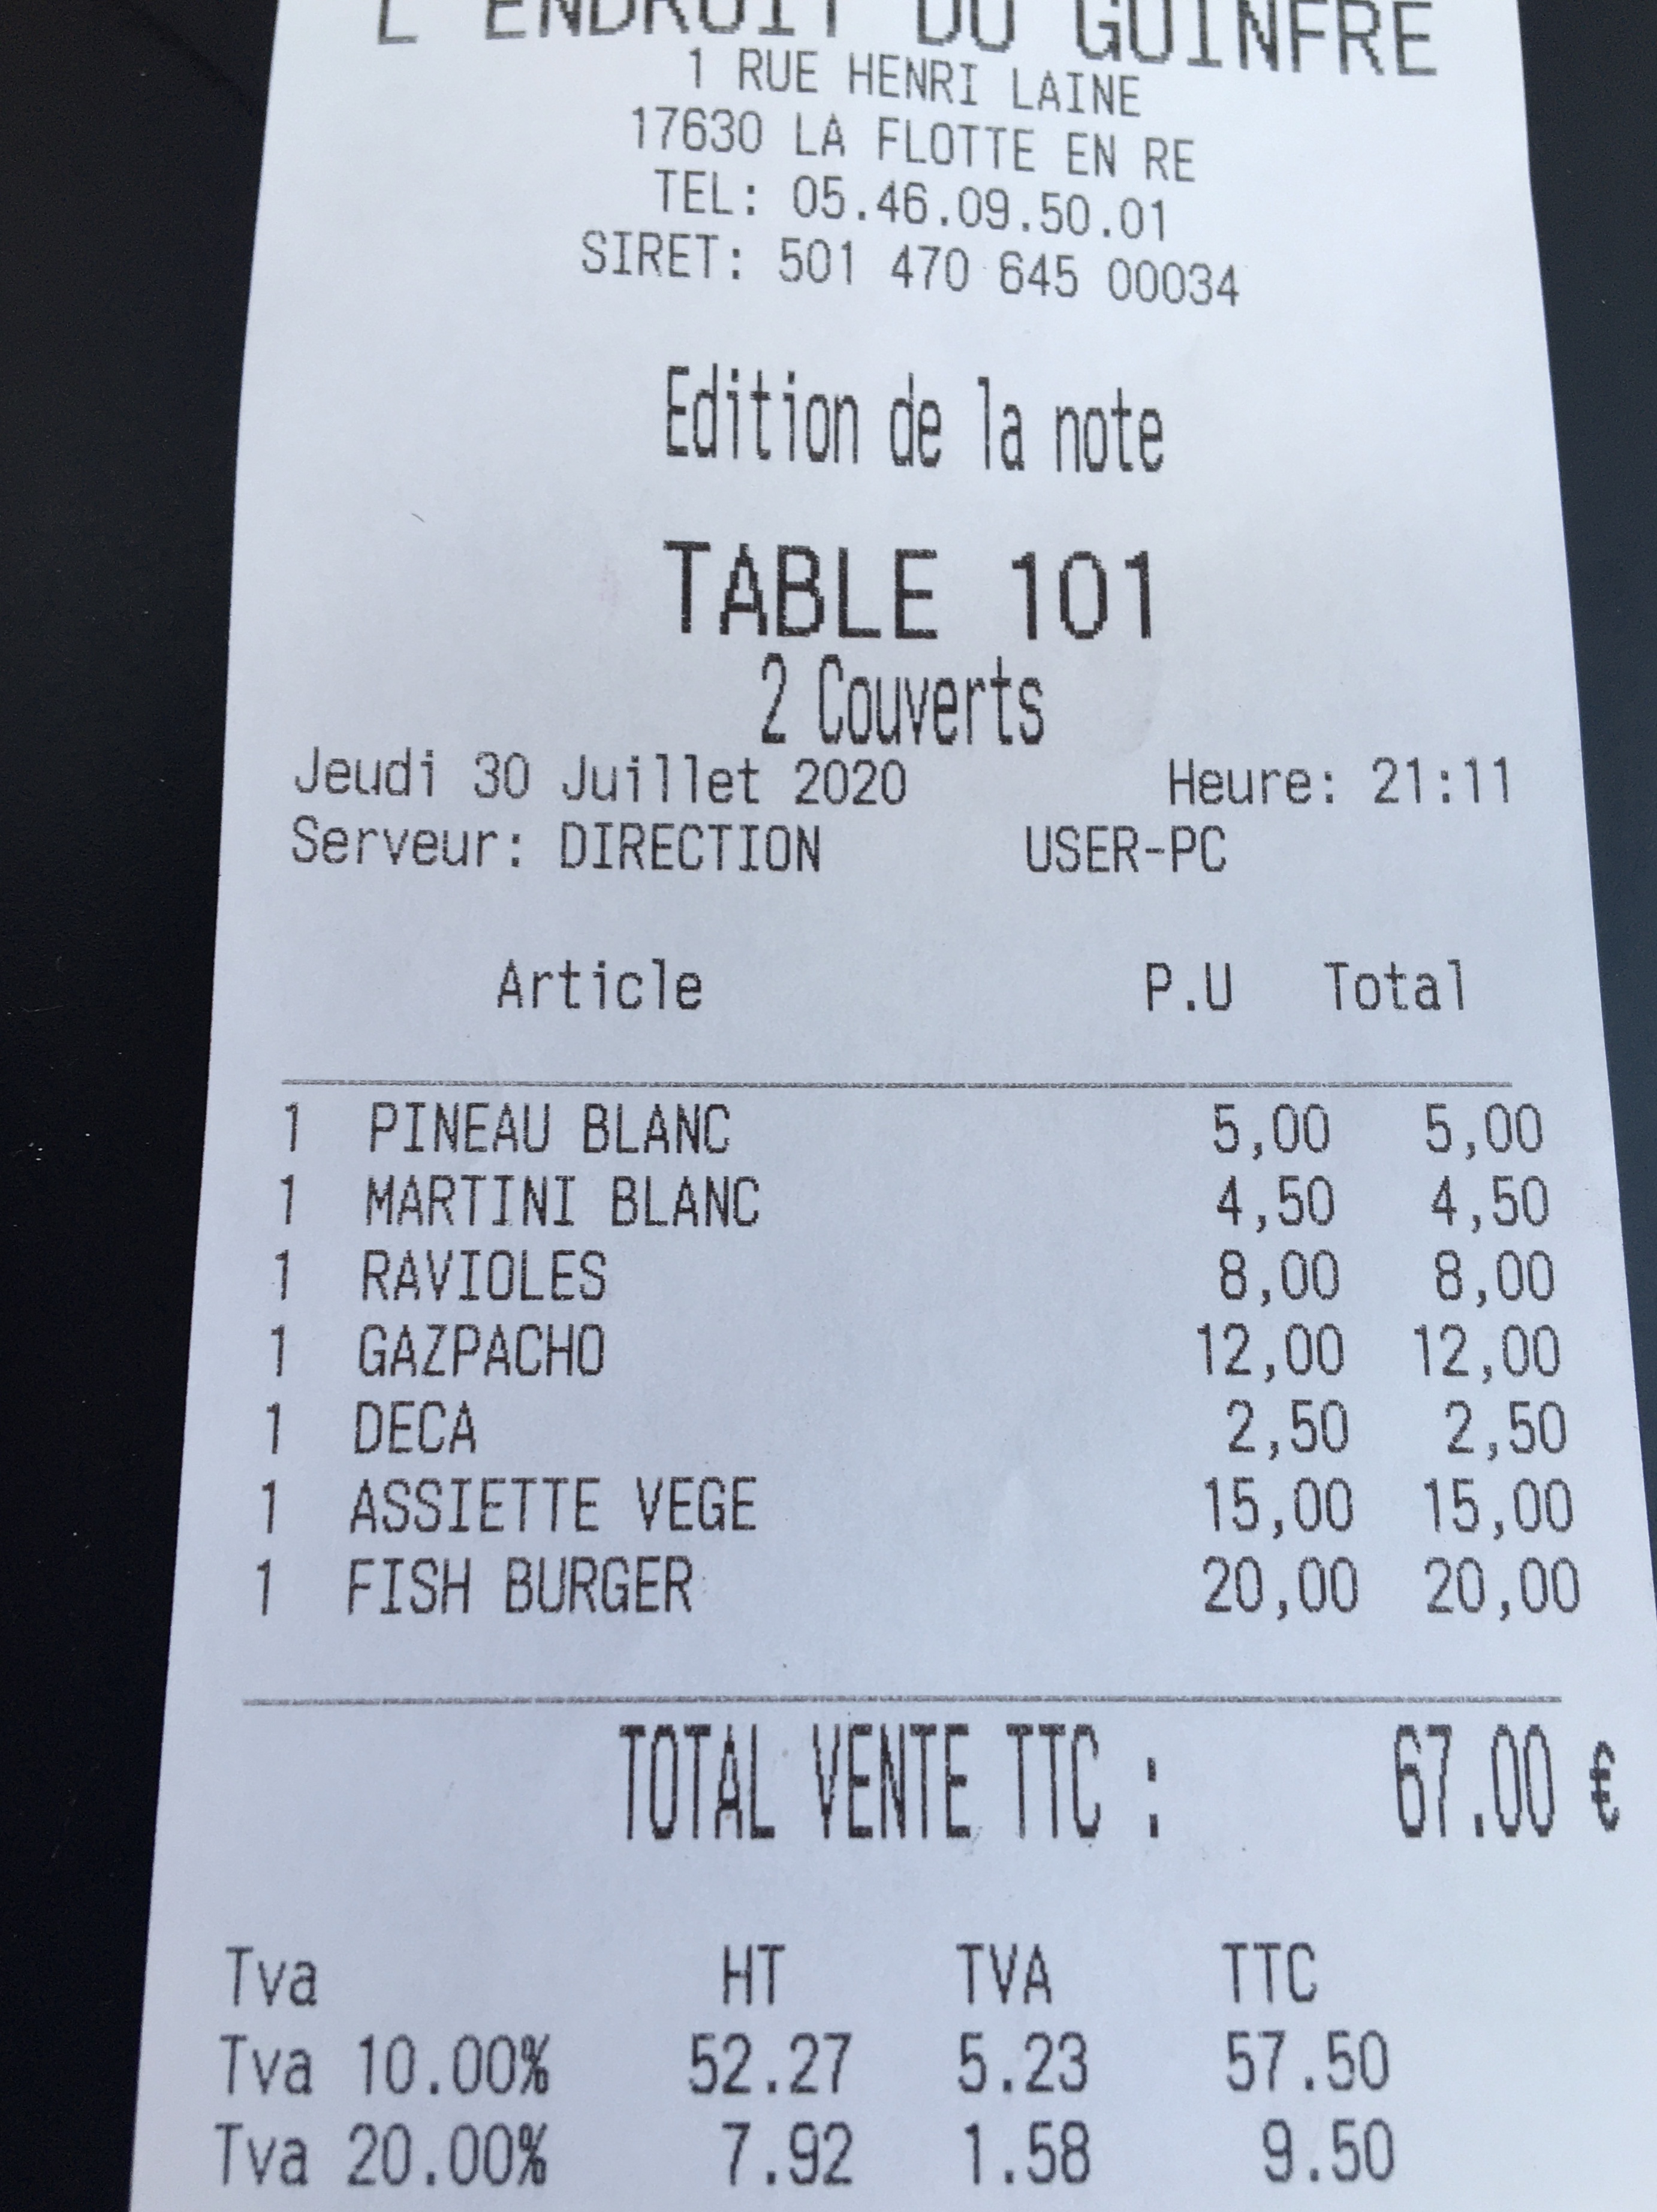 L'ENDROIT DU GOINFRE
1 RUE HENRI LAINE
17630 LA FLOTTE EN RE
TEL: 05.46.09.50.01
SIRET: 501 470 645 00034
Edition de la note
TABLE 101
2 Couverts
Jeudi 30 Juillet 2020 Heure: 21:11
Serveur: DIRECTION USER-PC
Article P.U Total
1 PINEAU BLANC 5,00 5,00
1 MARTINI BLANC 4,50 4,50
1 RAVIOLES 8,00 8,00
1 GAZPACHO 12,00 12,00
1 DECA 2,50 2,50
1 ASSIETTE VEGE 15,00 15,00
1 FISH BURGER 20,00 20,00
TOTAL VENTE TTC : 67.00 €
Tva HT TVA TTC
Tva 10.00% 52.27 5.23 57.50
Tva 20.00% 7.92 1.58 9.50